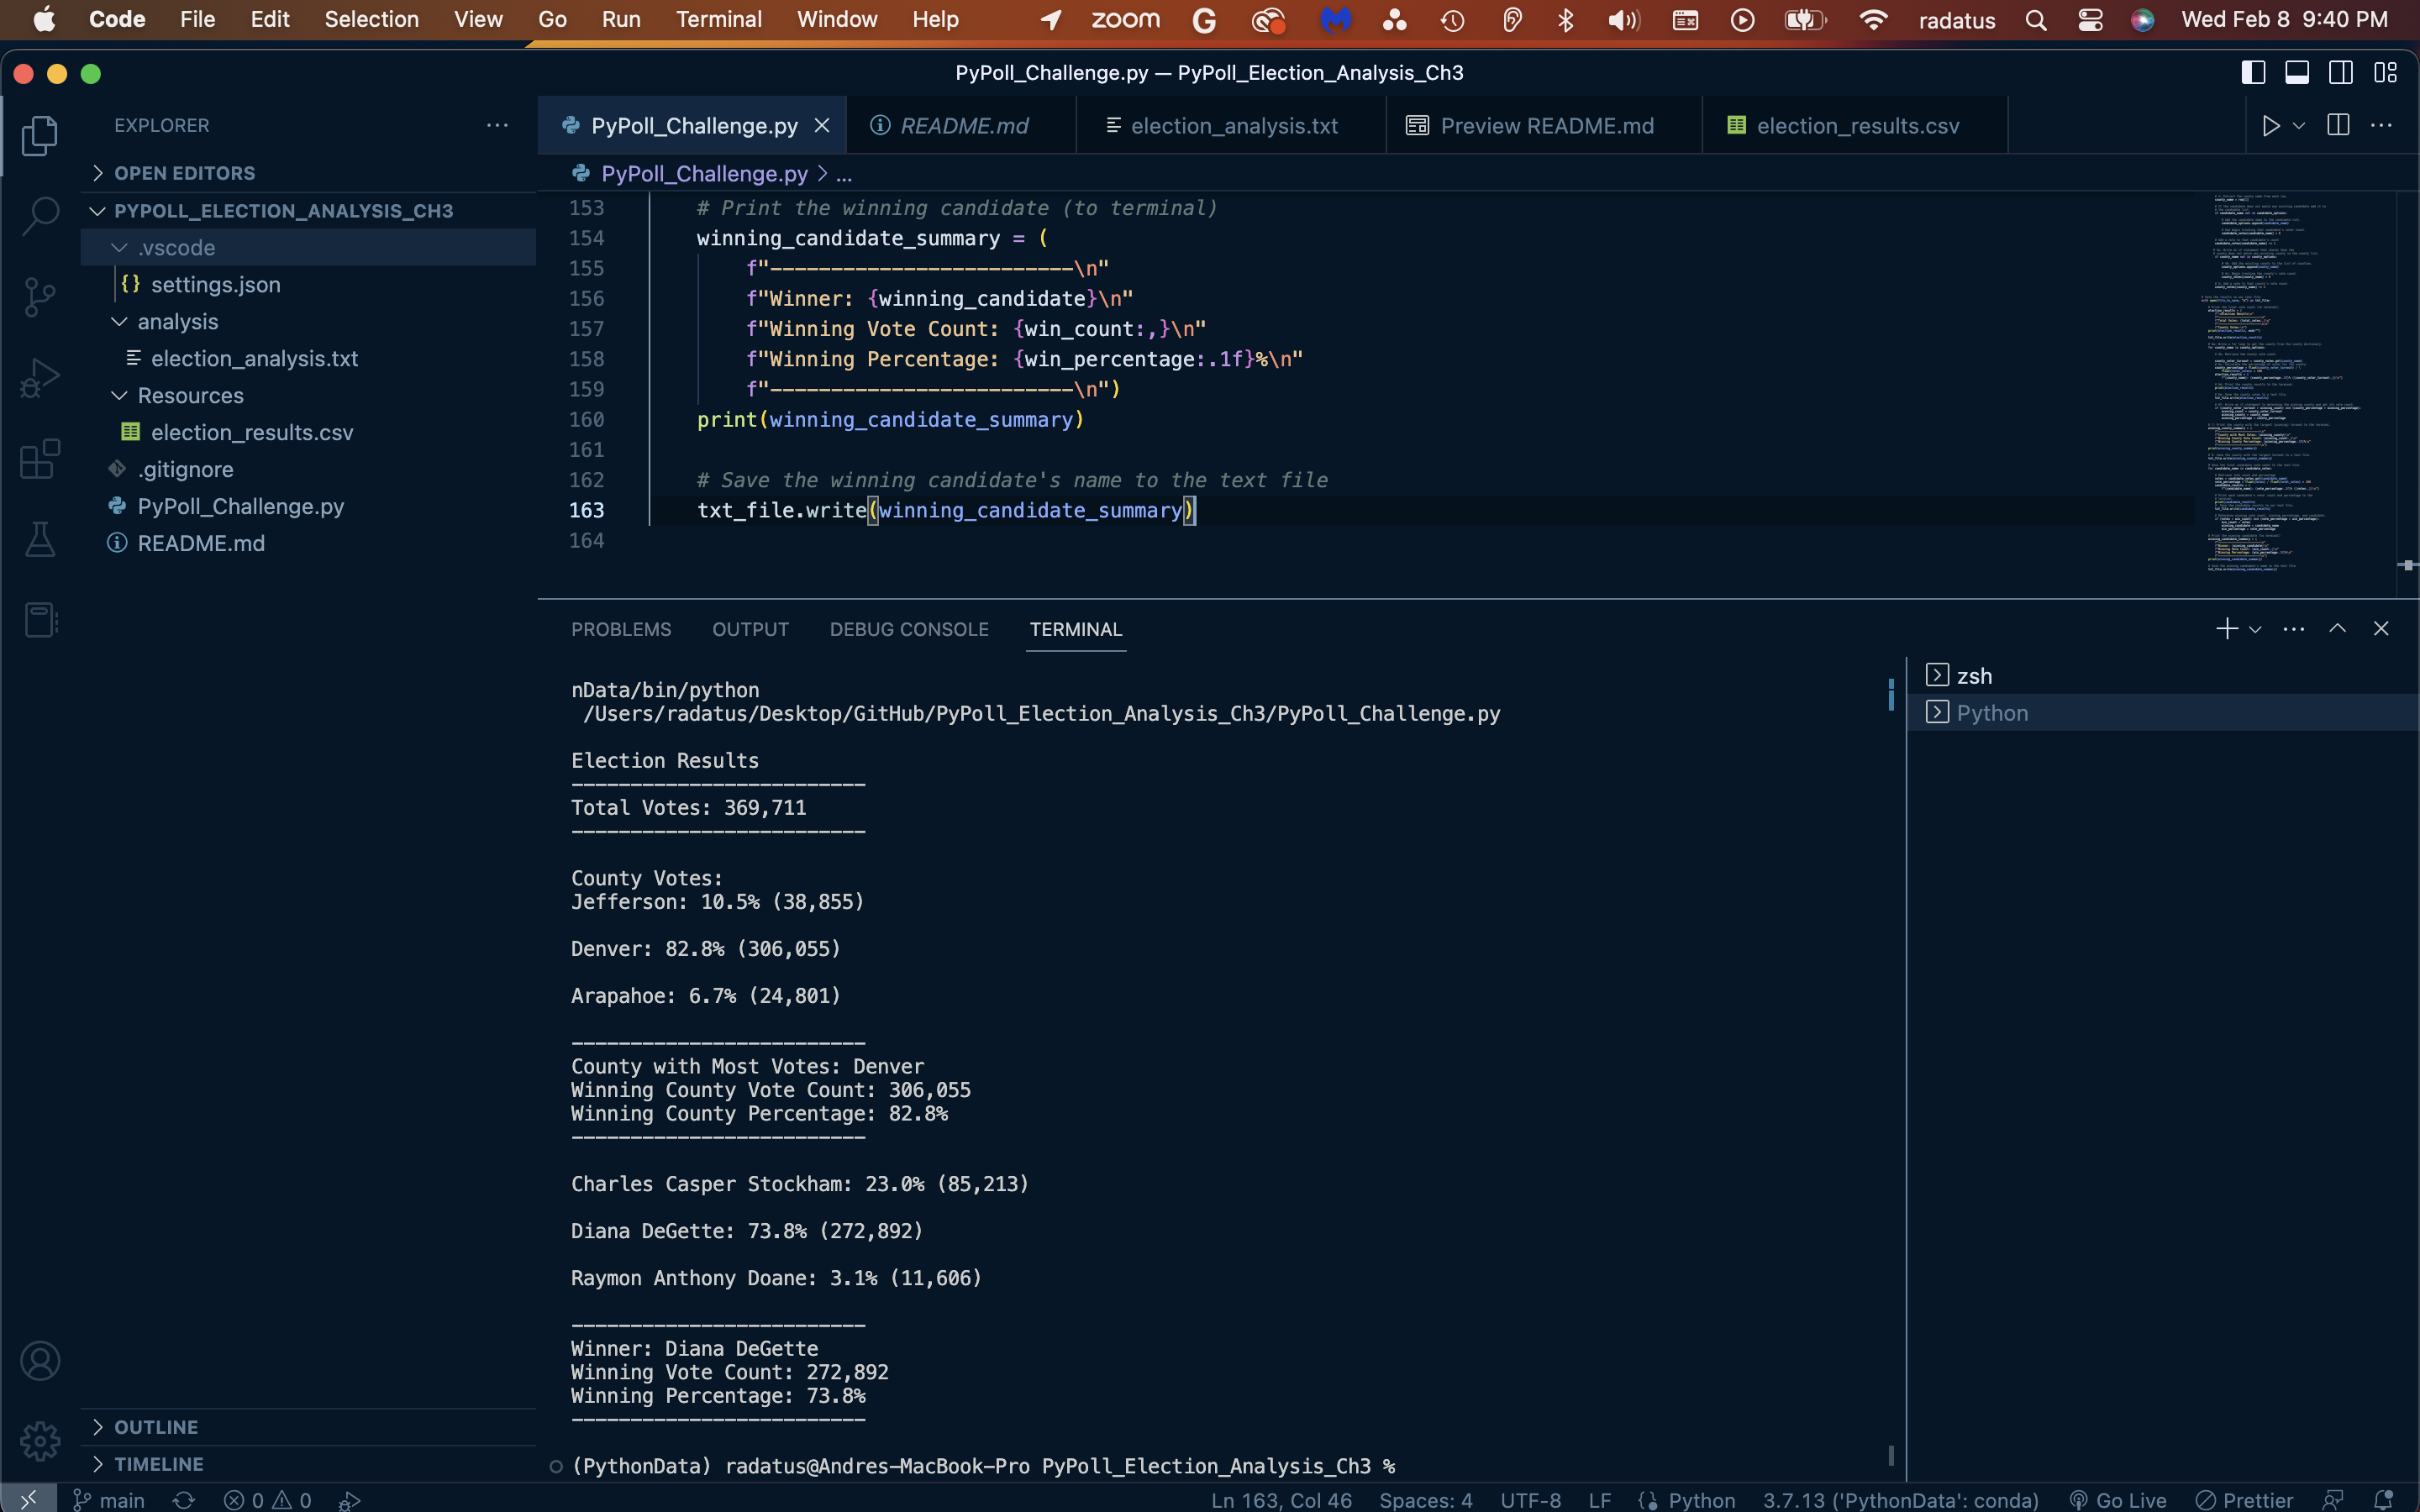 Code File Edit Selection View Go Run Terminal Window Help zoom G radatus Wed Feb 8 9:40 PM
PyPoll_Challenge.py — PyPoll_Election_Analysis_Ch3
EXPLORER
OPEN EDITORS
PYPOLL_ELECTION_ANALYSIS_CH3
.vscode
{} settings.json
analysis
election_analysis.txt
Resources
election_results.csv
.gitignore
PyPoll_Challenge.py
README.md
OUTLINE
TIMELINE
PyPoll_Challenge.py README.md election_analysis.txt Preview README.md election_results.csv
PyPoll_Challenge.py > ...
153 # Print the winning candidate (to terminal)
154 winning_candidate_summary = (
155 f"-------------------------\n"
156 f"Winner: {winning_candidate}\n"
157 f"Winning Vote Count: {win_count:,}\n"
158 f"Winning Percentage: {win_percentage:.1f}%\n"
159 f"-------------------------\n")
160 print(winning_candidate_summary)
161
162 # Save the winning candidate's name to the text file
163 txt_file.write(winning_candidate_summary)
164
PROBLEMS OUTPUT DEBUG CONSOLE TERMINAL
zsh
Python
nData/bin/python
/Users/radatus/Desktop/GitHub/PyPoll_Election_Analysis_Ch3/PyPoll_Challenge.py
Election Results
-------------------------
Total Votes: 369,711
-------------------------
County Votes:
Jefferson: 10.5% (38,855)
Denver: 82.8% (306,055)
Arapahoe: 6.7% (24,801)
-------------------------
County with Most Votes: Denver
Winning County Vote Count: 306,055
Winning County Percentage: 82.8%
-------------------------
Charles Casper Stockham: 23.0% (85,213)
Diana DeGette: 73.8% (272,892)
Raymon Anthony Doane: 3.1% (11,606)
-------------------------
Winner: Diana DeGette
Winning Vote Count: 272,892
Winning Percentage: 73.8%
-------------------------
(PythonData) radatus@Andres-MacBook-Pro PyPoll_Election_Analysis_Ch3 %
main 0 0 Ln 163, Col 46 Spaces: 4 UTF-8 LF Python 3.7.13 ('PythonData': conda) Go Live Prettier